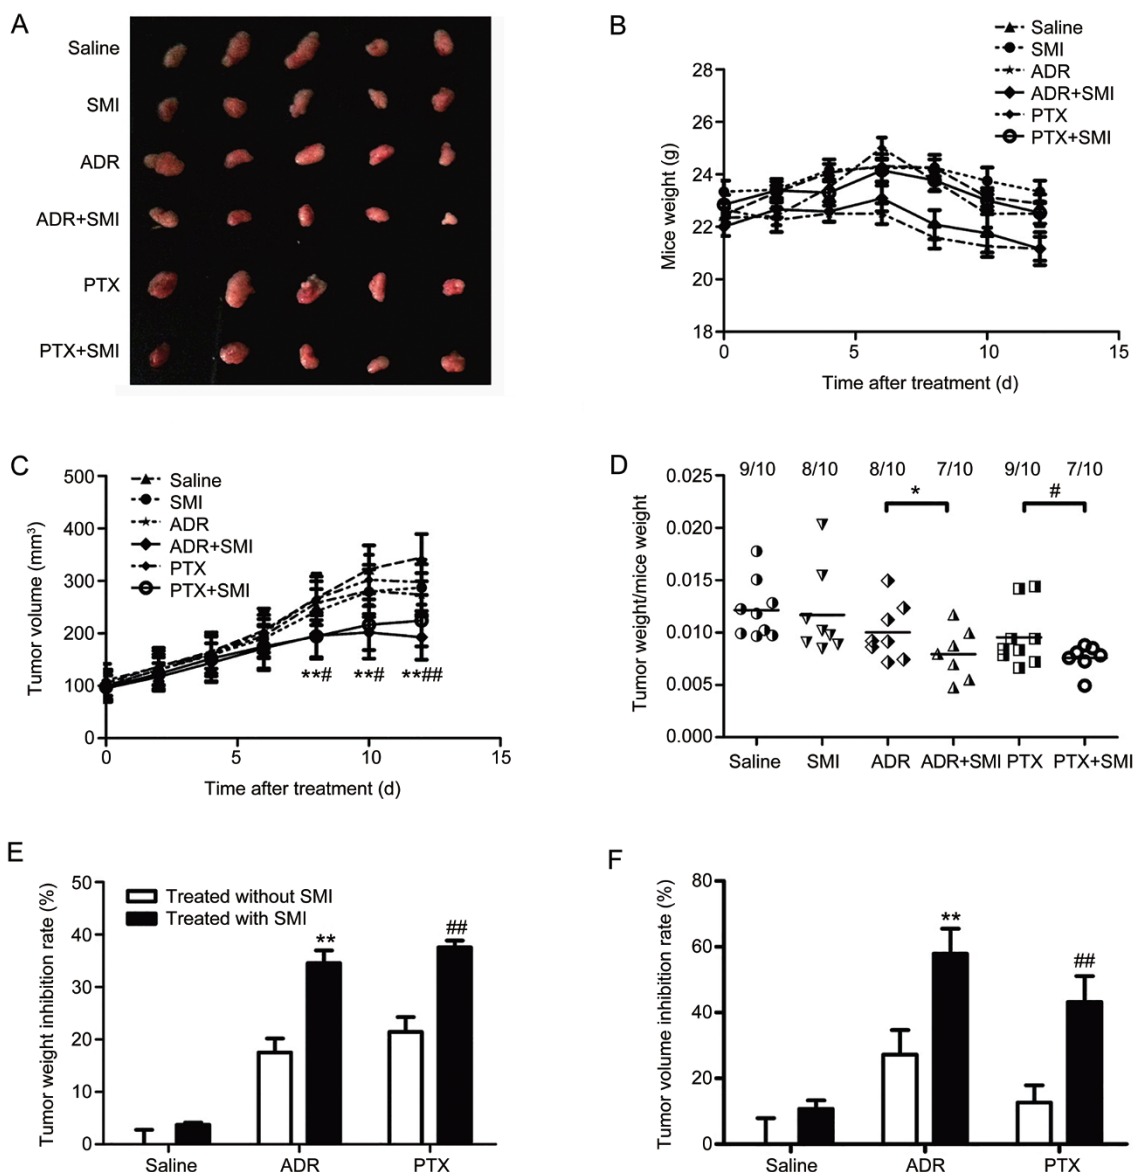 A
Saline
SMI
ADR
ADR+SMI
PTX
PTX+SMI
B
Saline
SMI
ADR
ADR+SMI
PTX
PTX+SMI
Mice weight (g)
28
26
24
22
21
18
0
5
10
15
Time after treatment (d)
C
Saline
SMI
ADR
ADR+SMI
PTX
PTX+SMI
Tumor volume (mm³)
500
400
300
200
100
0
**# **# **##
0
5
10
15
Time after treatment (d)
D
9/10 8/10 8/10 7/10 9/10 7/10
* #
Tumor weight/mice weight
0.025
0.020
0.015
0.010
0.005
0.000
Saline SMI ADR ADR+SMI PTX PTX+SMI
E
Treated without SMI
Treated with SMI
Tumor weight inhibition rate (%)
50
40
30
20
10
0
** ##
Saline ADR PTX
F
Tumor volume inhibition rate (%)
80
60
40
20
0
** ##
Saline ADR PTX